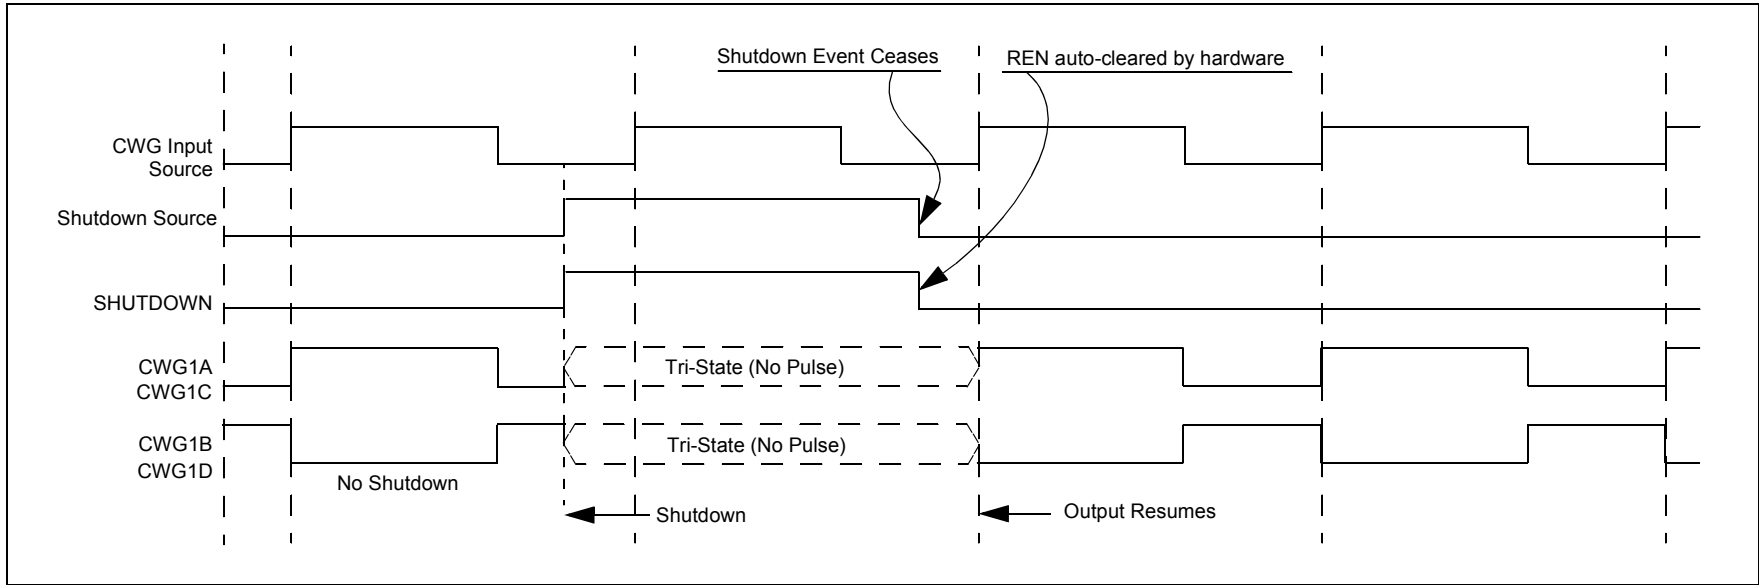 Shutdown Event Ceases
REN auto-cleared by hardware
CWG Input
Source
Shutdown Source
SHUTDOWN
CWG1A
CWG1C
Tri-State (No Pulse)
CWG1B
CWG1D
Tri-State (No Pulse)
No Shutdown
Shutdown
Output Resumes